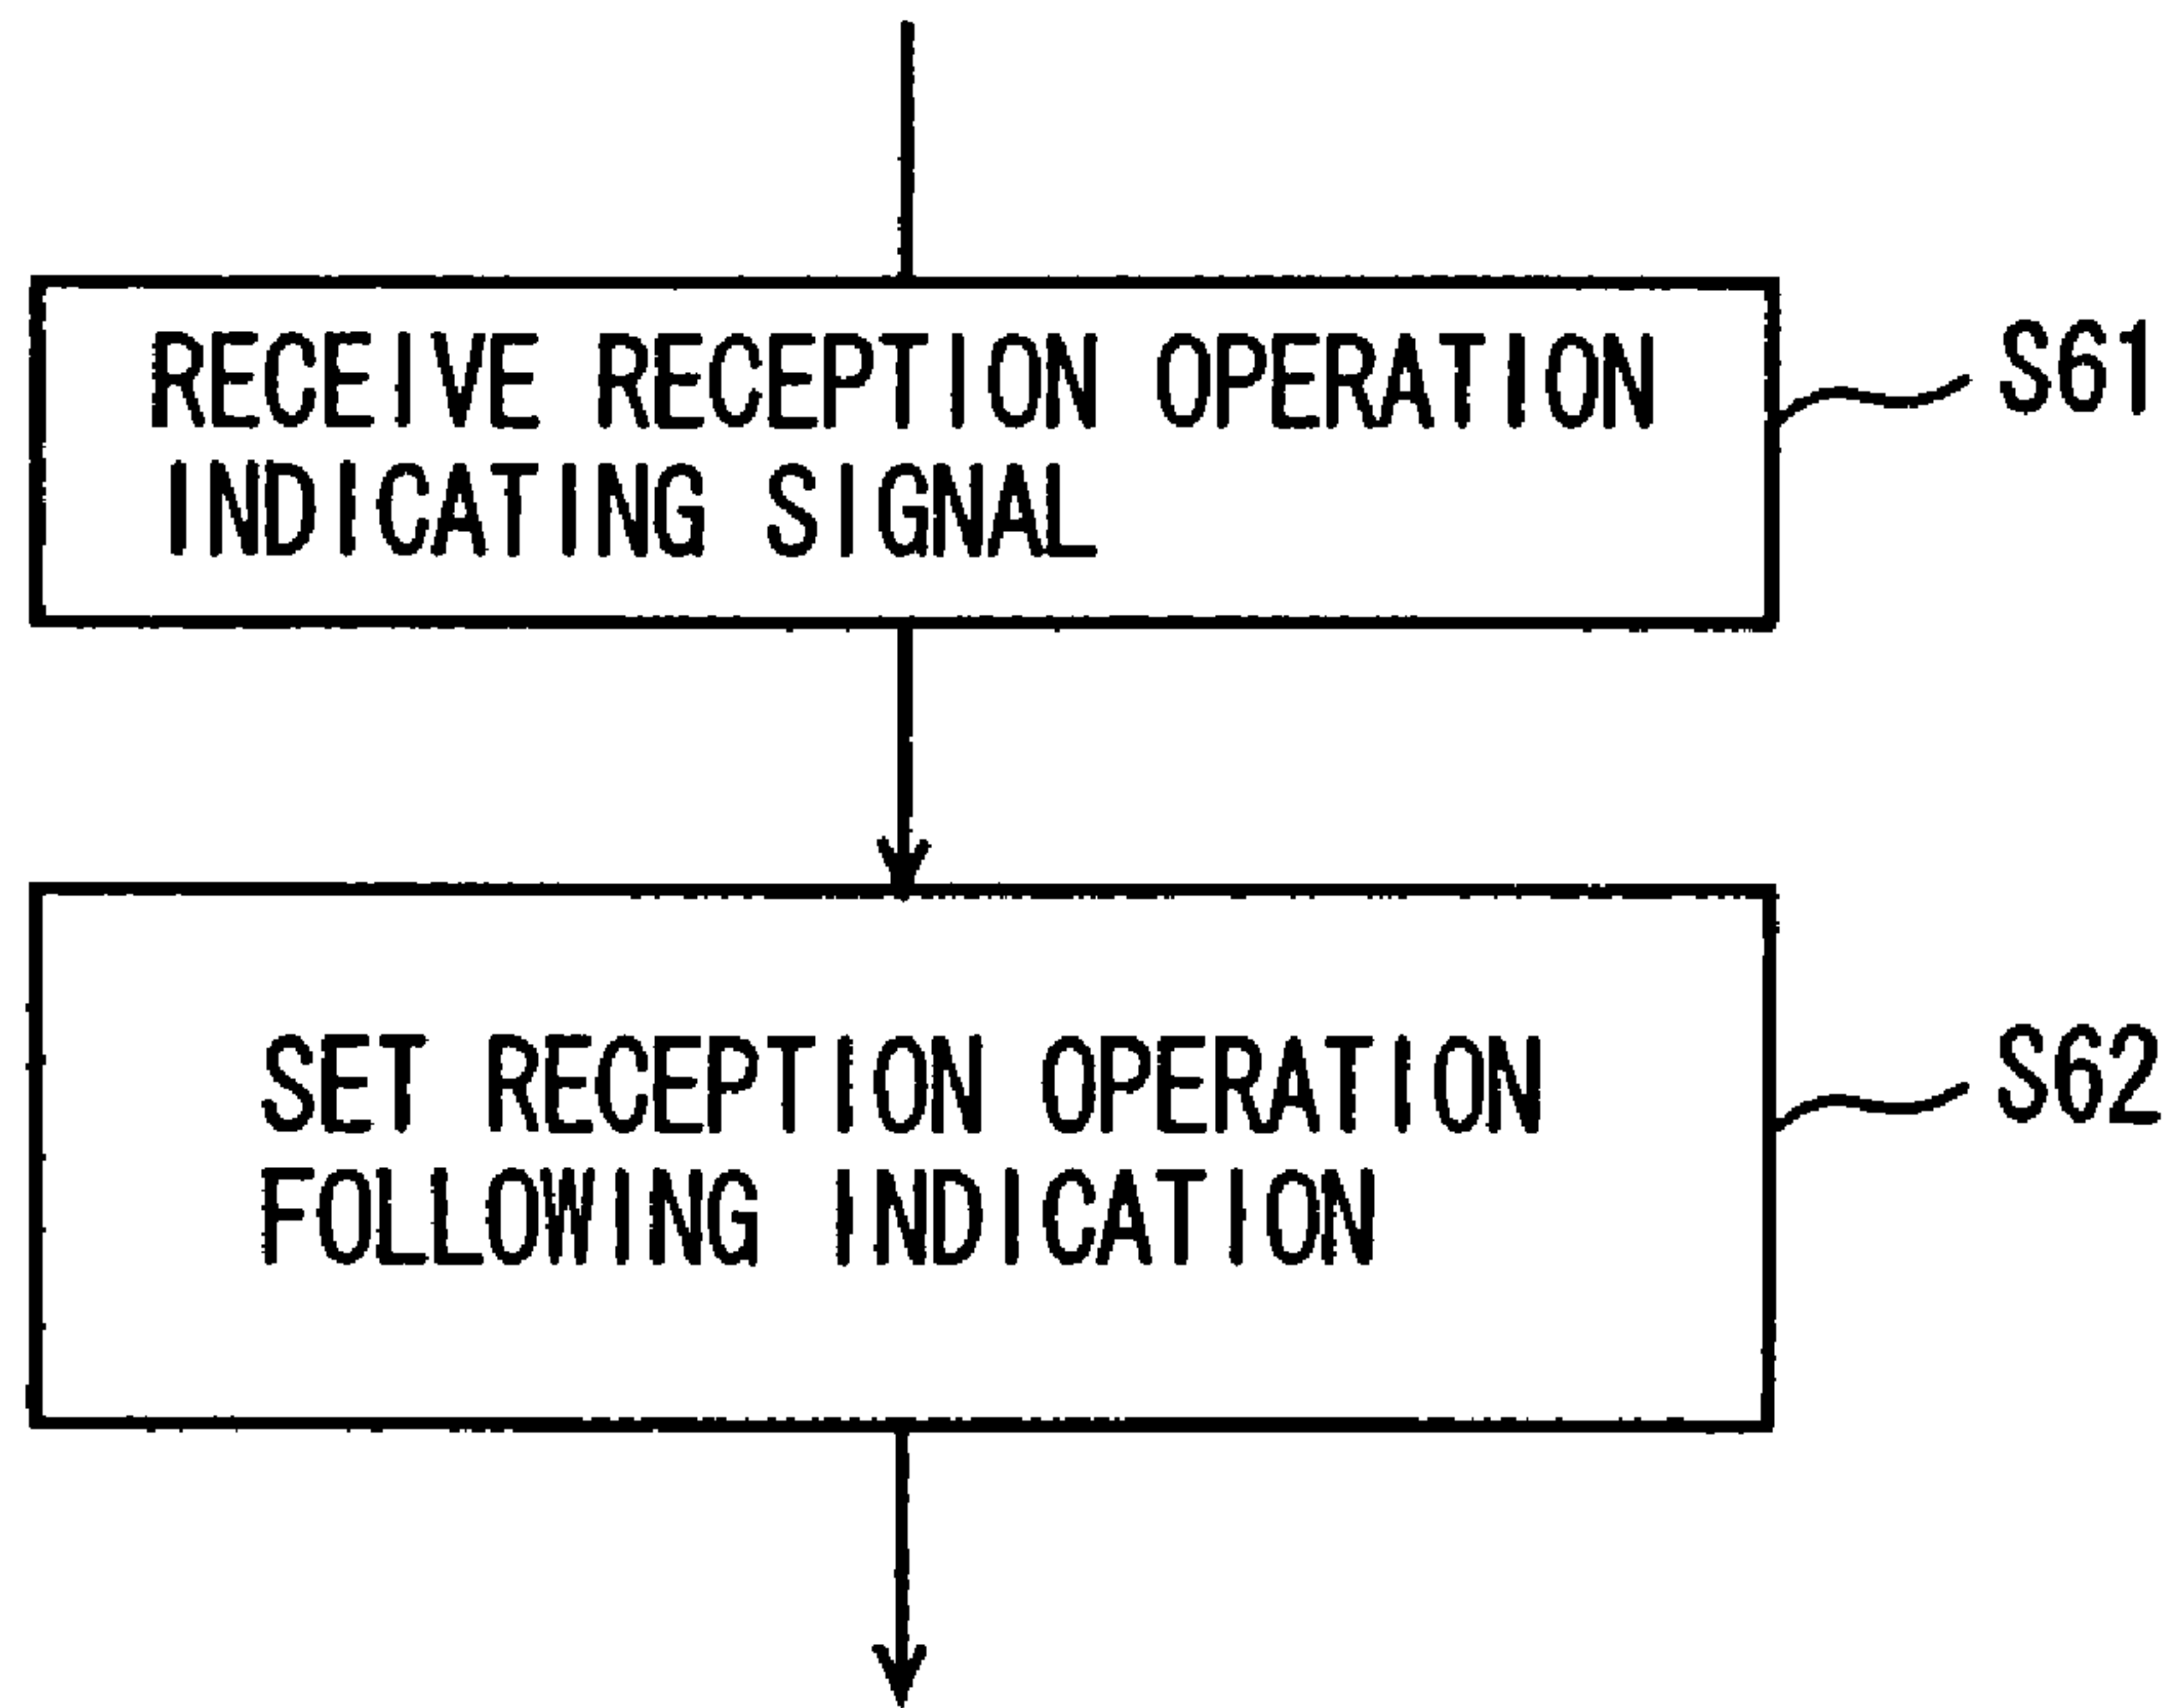 RECEIVE RECEPTION OPERATION
INDICATING SIGNAL
S61
SET RECEPTION OPERATION
FOLLOWING INDICATION
S62